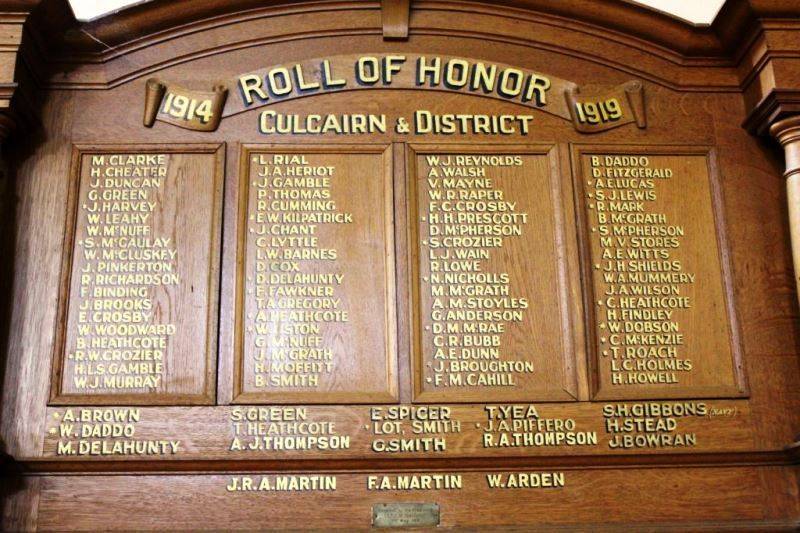 ROLL OF HONOR
1914
1919
CULCAIRN & DISTRICT
M. CLARKE
H. CHEATER
J. DUNCAN
G. GREEN
• J. HARVEY
W. LEAHY
W. McNUFF
• S. McGAULAY
W. McCLUSKEY
J. PINKERTON
R. RICHARDSON
F. BINDING
J. BROOKS
E. CROSBY
W. WOODWARD
B. HEATHCOTE
• R.W. CROZIER
H.L.S. GAMBLE
W.J. MURRAY
• L. RIAL
J.A. HERIOT
J. GAMBLE
P. THOMAS
R. CUMMING
• E.W. KILPATRICK
• J. CHANT
C. LYTTLE
L.W. BARNES
D. COX
• D. DELAHUNTY
E. FAWKNER
T.A. GREGORY
• A. HEATHCOTE
• W. LISTON
G. McNUFF
J. McGRATH
H. MOFFITT
B. SMITH
W.J. REYNOLDS
A. WALSH
V. MAYNE
W.R. RAPER
F.C. CROSBY
• H.H. PRESCOTT
D. McPHERSON
• S. CROZIER
L.J. WAIN
R. LOWE
• N. NICHOLLS
M. McGRATH
A.M. STOYLES
G. ANDERSON
• D.M. McRAE
C.R. BUBB
A.E. DUNN
J. BROUGHTON
• F.M. CAHILL
B. DADDO
D. FITZGERALD
• A.E. LUCAS
• S.J. LEWIS
• R. MARK
B. McGRATH
• S. McPHERSON
M.V. STORES
A.E. WITTS
• J.H. SHIELDS
W.A. MUMMERY
J.A. WILSON
• C. HEATHCOTE
H. FINDLEY
• W. DOBSON
• C. McKENZIE
• T. ROACH
L.C. HOLMES
H. HOWELL
• A. BROWN S. GREEN E. SPICER T. YEA S.H. GIBBONS (NAVY)
• W. DADDO T. HEATHCOTE • LOT. SMITH • J.A. PIFFERO H. STEAD
M. DELAHUNTY A.J. THOMPSON G. SMITH R.A. THOMPSON J. BOWRAN
J.R.A. MARTIN F.A. MARTIN W. ARDEN